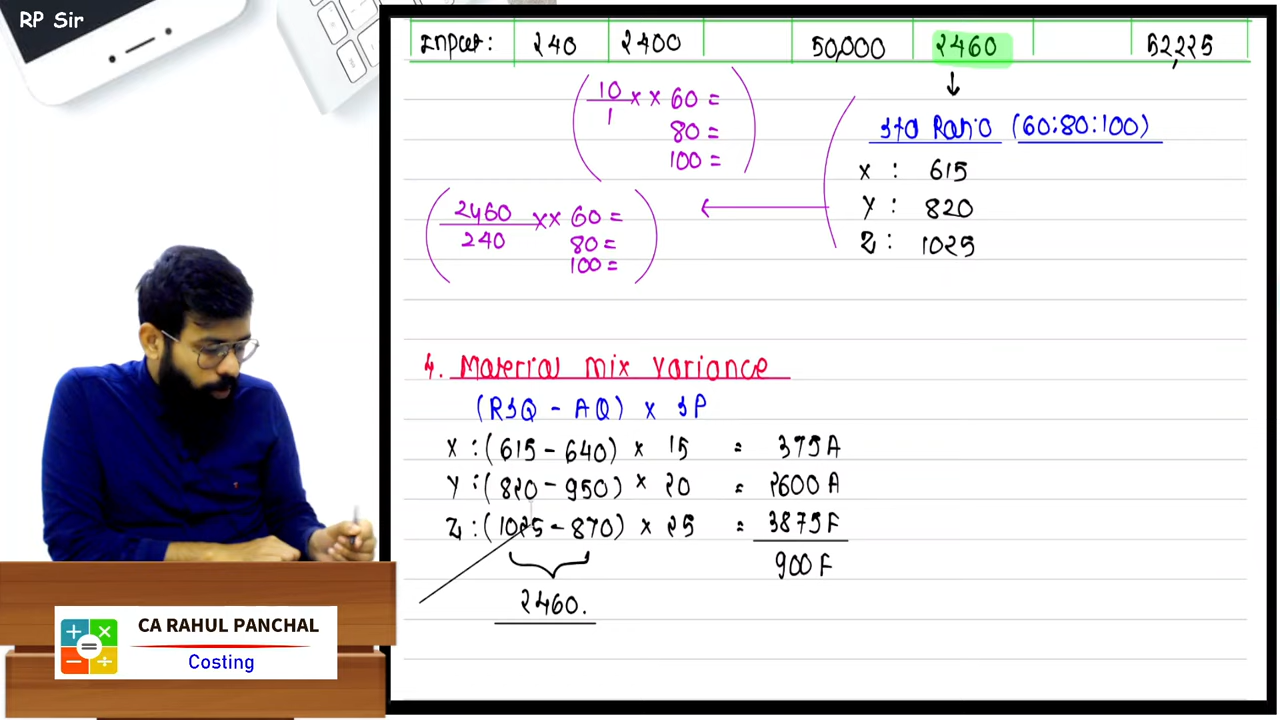 RP Sir
Input: 240 2400 50,000 2460 52,225
10/1 x x 60 =
80 =
100 =
Std Ratio (60:80:100)
X : 615
Y : 820
Z : 1025
2460/240 x x 60 =
80 =
100 =
4. Material mix variance
(RSQ - AQ) x SP
X : (615 - 640) x 15 = 375 A
Y : (820 - 950) x 20 = 2600 A
Z : (1025 - 870) x 25 = 3875 F
900 F
2460.
CA RAHUL PANCHAL
Costing